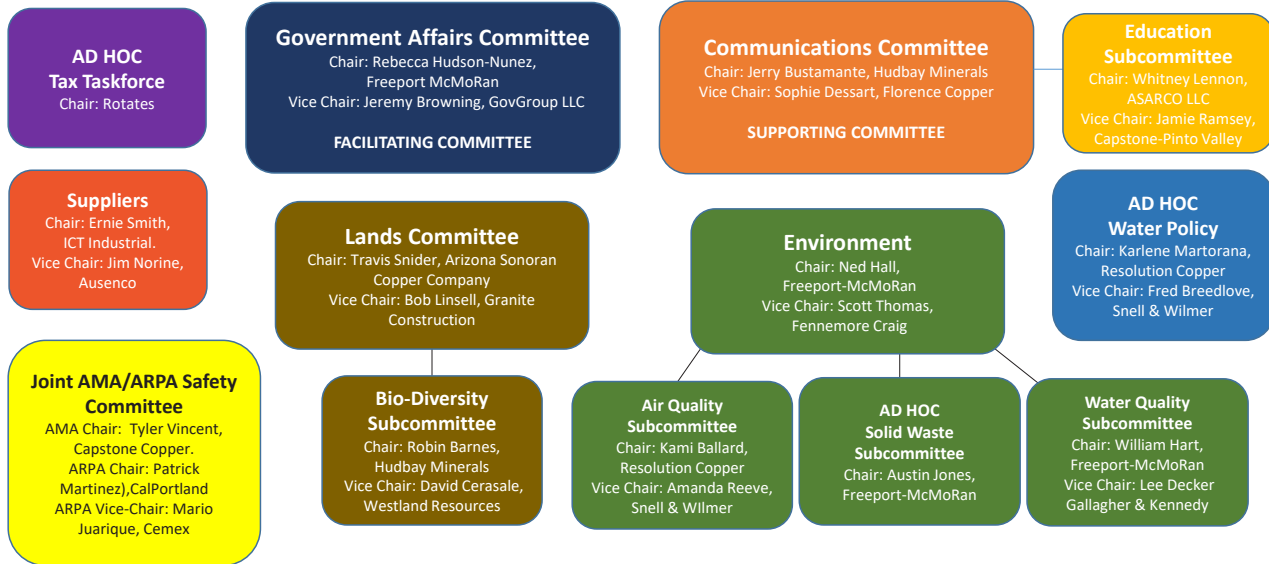 AD HOC
Tax Taskforce
Chair: Rotates
Government Affairs Committee
Chair: Rebecca Hudson-Nunez,
Freeport McMoRan
Vice Chair: Jeremy Browning, GovGroup LLC
FACILITATING COMMITTEE
Communications Committee
Chair: Jerry Bustamante, Hudbay Minerals
Vice Chair: Sophie Dessart, Florence Copper
SUPPORTING COMMITTEE
Education
Subcommittee
Chair: Whitney Lennon,
ASARCO LLC
Vice Chair: Jamie Ramsey,
Capstone-Pinto Valley
Suppliers
Chair: Ernie Smith,
ICT Industrial.
Vice Chair: Jim Norine,
Ausenco
Lands Committee
Chair: Travis Snider, Arizona Sonoran
Copper Company
Vice Chair: Bob Linsell, Granite
Construction
Environment
Chair: Ned Hall,
Freeport-McMoRan
Vice Chair: Scott Thomas,
Fennemore Craig
AD HOC
Water Policy
Chair: Karlene Martorana,
Resolution Copper
Vice Chair: Fred Breedlove,
Snell & Wilmer
Joint AMA/ARPA Safety
Committee
AMA Chair:  Tyler Vincent,
Capstone Copper.
ARPA Chair: Patrick
Martinez),CalPortland
ARPA Vice-Chair: Mario
Juarique, Cemex
Bio-Diversity
Subcommittee
Chair: Robin Barnes,
Hudbay Minerals
Vice Chair: David Cerasale,
Westland Resources
Air Quality
Subcommittee
Chair: Kami Ballard,
Resolution Copper
Vice Chair: Amanda Reeve,
Snell & WIlmer
AD HOC
Solid Waste
Subcommittee
Chair: Austin Jones,
Freeport-McMoRan
Water Quality
Subcommittee
Chair: William Hart,
Freeport-McMoRan
Vice Chair: Lee Decker
Gallagher & Kennedy